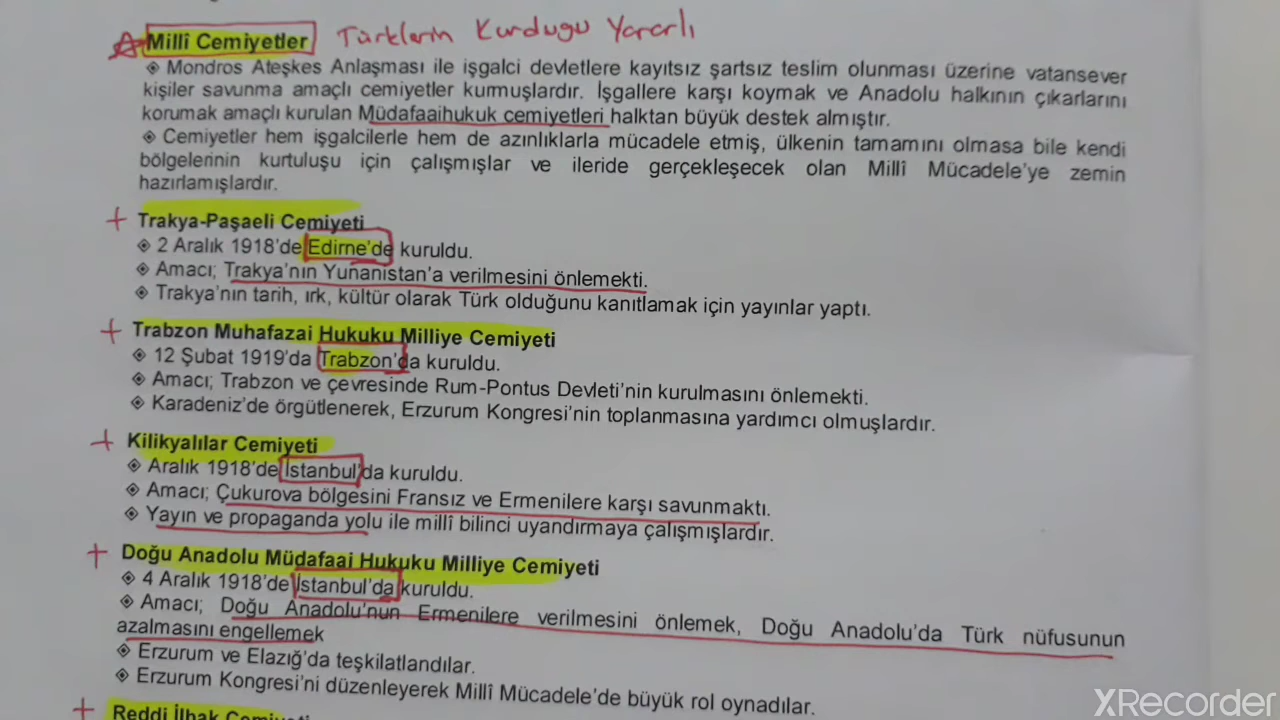 Millî Cemiyetler Türklerin Kurduğu Yararlı
Mondros Ateşkes Anlaşması ile işgalci devletlere kayıtsız şartsız teslim olunması üzerine vatansever
kişiler savunma amaçlı cemiyetler kurmuşlardır. İşgallere karşı koymak ve Anadolu halkının çıkarlarını
korumak amaçlı kurulan Müdafaaihukuk cemiyetleri halktan büyük destek almıştır.
Cemiyetler hem işgalcilerle hem de azınlıklarla mücadele etmiş, ülkenin tamamını olmasa bile kendi
bölgelerinin kurtuluşu için çalışmışlar ve ileride gerçekleşecek olan Millî Mücadele'ye zemin
hazırlamışlardır.
+ Trakya-Paşaeli Cemiyeti
2 Aralık 1918'de Edirne'de kuruldu.
Amacı; Trakya'nın Yunanistan'a verilmesini önlemekti.
Trakya'nın tarih, ırk, kültür olarak Türk olduğunu kanıtlamak için yayınlar yaptı.
+ Trabzon Muhafazai Hukuku Milliye Cemiyeti
12 Şubat 1919'da Trabzon'da kuruldu.
Amacı; Trabzon ve çevresinde Rum-Pontus Devleti'nin kurulmasını önlemekti.
Karadeniz'de örgütlenerek, Erzurum Kongresi'nin toplanmasına yardımcı olmuşlardır.
+ Kilikyalılar Cemiyeti
Aralık 1918'de İstanbul'da kuruldu.
Amacı; Çukurova bölgesini Fransız ve Ermenilere karşı savunmaktı.
Yayın ve propaganda yolu ile millî bilinci uyandırmaya çalışmışlardır.
+ Doğu Anadolu Müdafaai Hukuku Milliye Cemiyeti
4 Aralık 1918'de İstanbul'da kuruldu.
Amacı; Doğu Anadolu'nun Ermenilere verilmesini önlemek, Doğu Anadolu'da Türk nüfusunun
azalmasını engellemek
Erzurum ve Elazığ'da teşkilatlandılar.
Erzurum Kongresi'ni düzenleyerek Millî Mücadele'de büyük rol oynadılar.
+ Reddi İlhak Cemiyeti
XRecorder